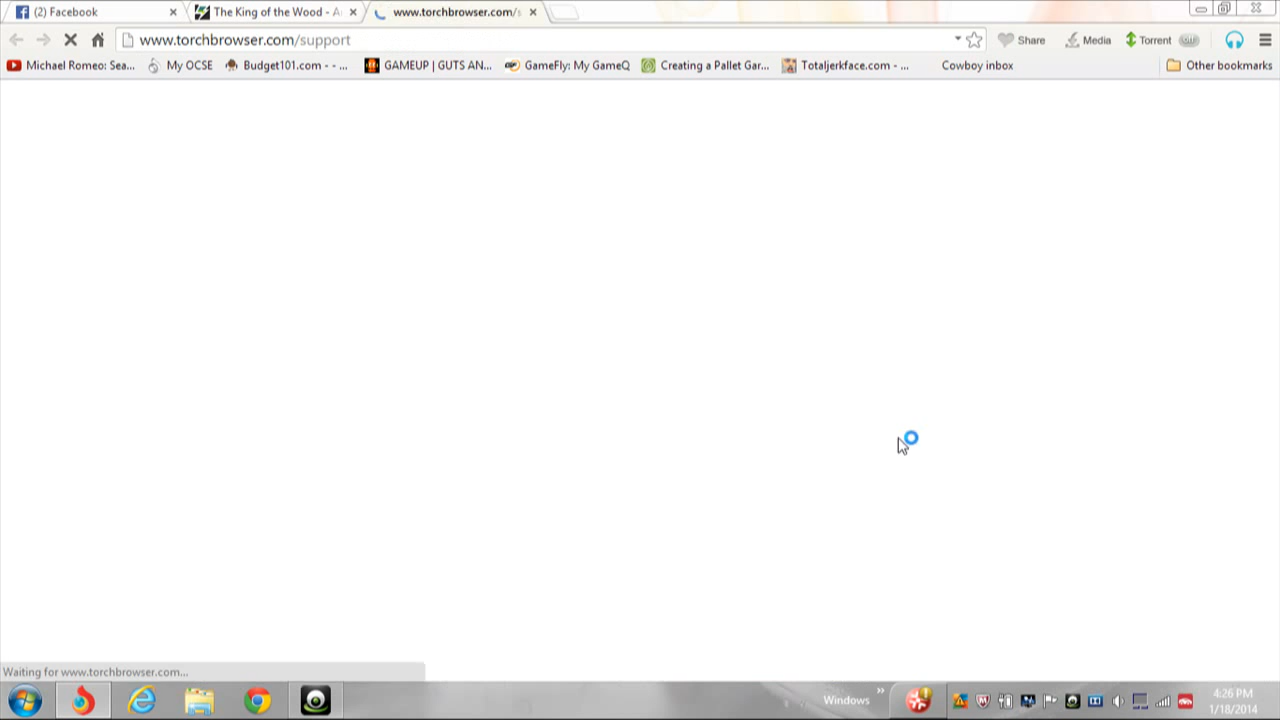 (2) Facebook
The King of the Wood - A
www.torchbrowser.com/s
www.torchbrowser.com/support
Share
Media
Torrent
Michael Romeo: Sea...
My OCSE
Budget101.com - - ...
GAMEUP | GUTS AN...
GameFly: My GameQ
Creating a Pallet Gar...
Totaljerkface.com - ...
Cowboy inbox
Other bookmarks
Waiting for www.torchbrowser.com...
Windows
4:26 PM
1/18/2014